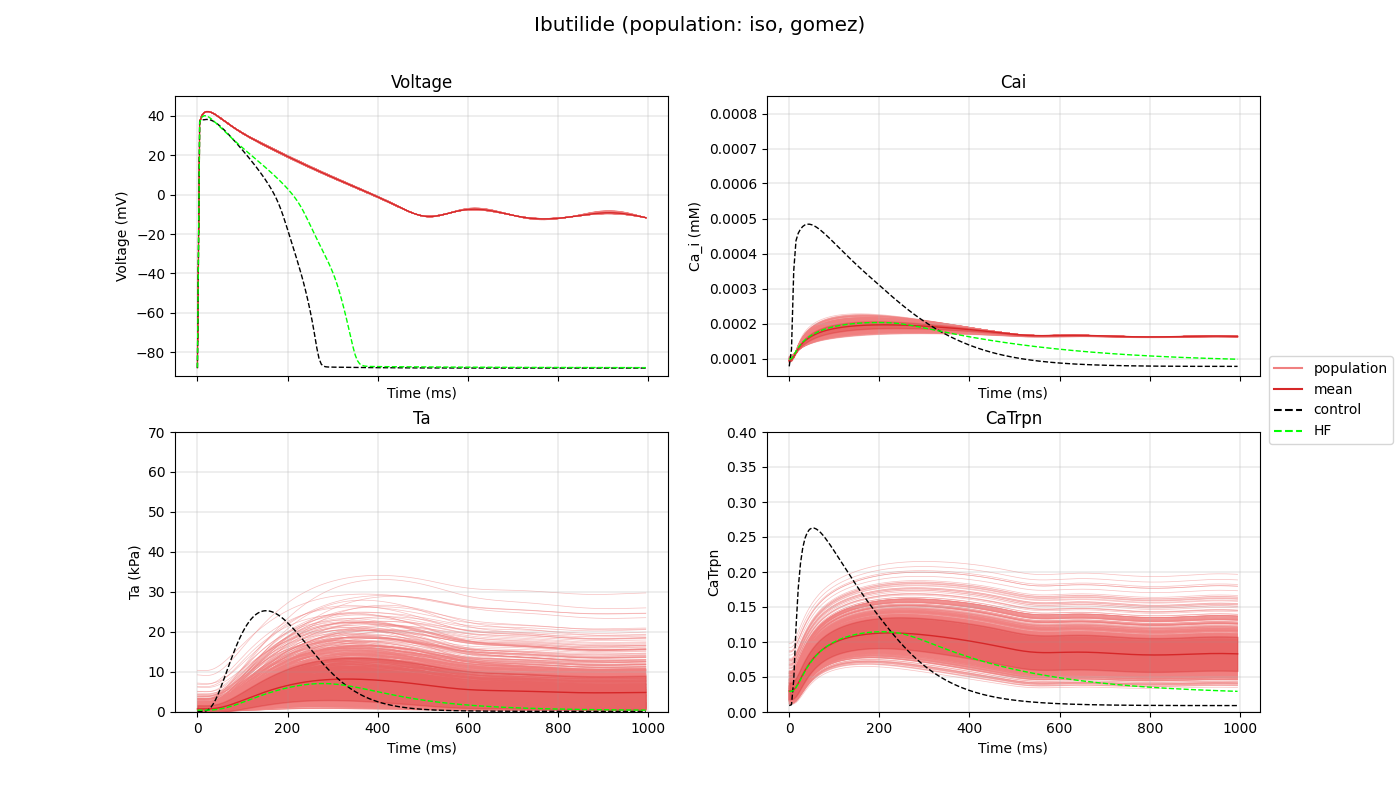 Ibutilide (population: iso, gomez)
Voltage
Voltage (mV)
40
20
0
−20
−40
−60
−80
Time (ms)
Cai
Ca_i (mM)
0.0008
0.0007
0.0006
0.0005
0.0004
0.0003
0.0002
0.0001
Time (ms)
population
mean
control
HF
Ta
Ta (kPa)
70
60
50
40
30
20
10
0
0 200 400 600 800 1000
Time (ms)
CaTrpn
CaTrpn
0.40
0.35
0.30
0.25
0.20
0.15
0.10
0.05
0.00
0 200 400 600 800 1000
Time (ms)